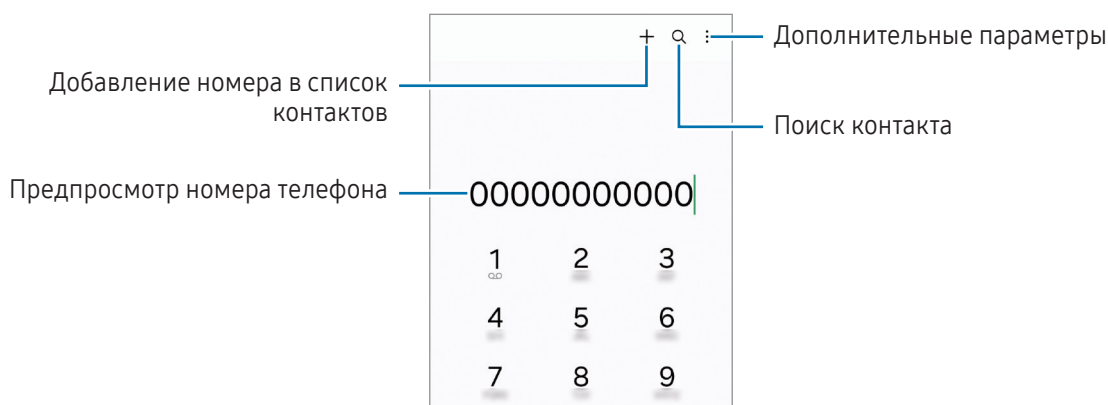 Дополнительные параметры
Добавление номера в список
контактов
Поиск контакта
Предпросмотр номера телефона
00000000000
1 2 3
4 5 6
7 8 9